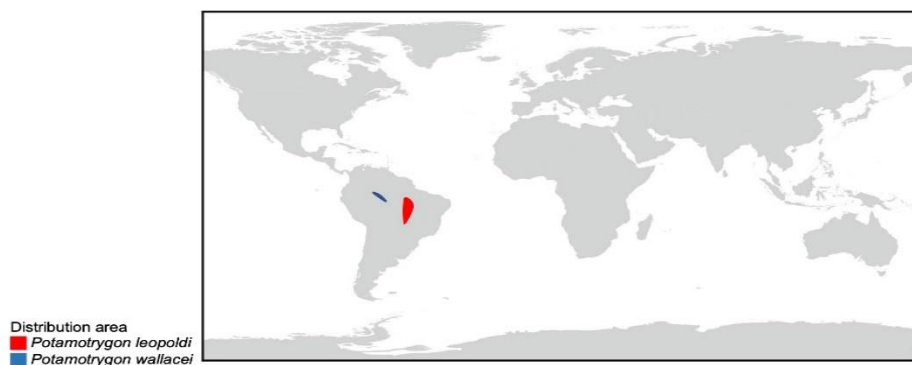 Distribution area
Potamotrygon leopoldi
Potamotrygon wallacei